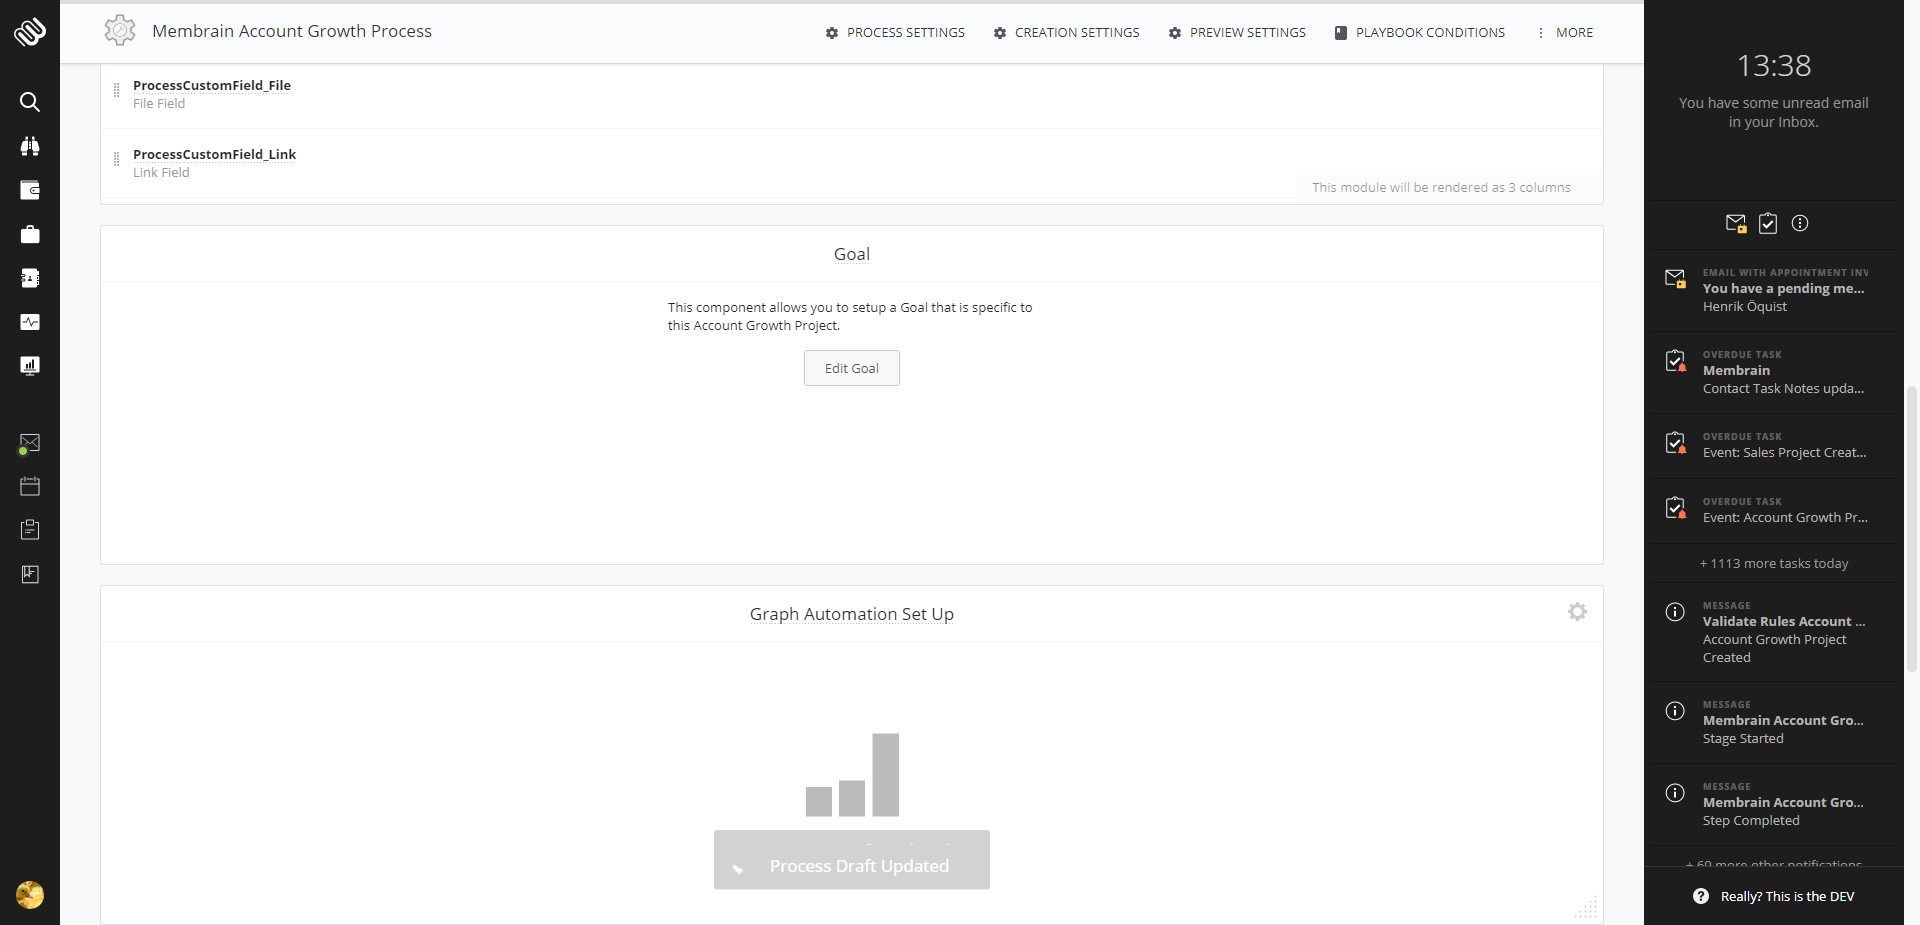 Membrain Account Growth Process
PROCESS SETTINGS
CREATION SETTINGS
PREVIEW SETTINGS
PLAYBOOK CONDITIONS
MORE
ProcessCustomField_File
File Field
ProcessCustomField_Link
Link Field
This module will be rendered as 3 columns
Goal
This component allows you to setup a Goal that is specific to
this Account Growth Project.
Edit Goal
Graph Automation Set Up
Process Draft Updated
13:38
You have some unread email
in your Inbox.
EMAIL WITH APPOINTMENT INV
You have a pending me...
Henrik Öquist
OVERDUE TASK
Membrain
Contact Task Notes upda...
OVERDUE TASK
Event: Sales Project Creat...
OVERDUE TASK
Event: Account Growth Pr...
+ 1113 more tasks today
MESSAGE
Validate Rules Account ...
Account Growth Project
Created
MESSAGE
Membrain Account Gro...
Stage Started
MESSAGE
Membrain Account Gro...
Step Completed
+ 69 more other notifications
Really? This is the DEV